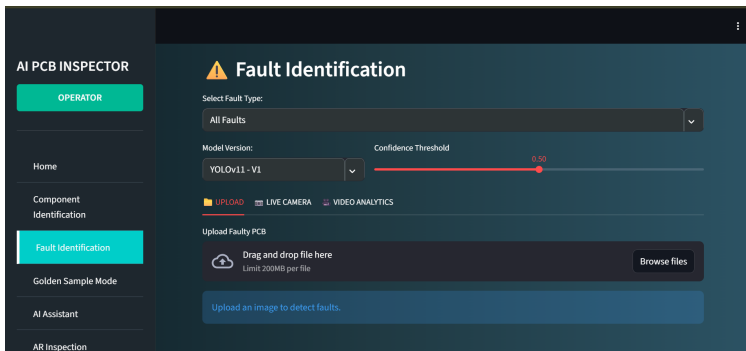 AI PCB INSPECTOR
OPERATOR
Home
Component
Identification
Fault Identification
Golden Sample Mode
AI Assistant
AR Inspection
Fault Identification
Select Fault Type:
All Faults
Model Version:
Confidence Threshold
YOLOv11 - V1
0.50
UPLOAD
LIVE CAMERA
VIDEO ANALYTICS
Upload Faulty PCB
Drag and drop file here
Limit 200MB per file
Browse files
Upload an image to detect faults.